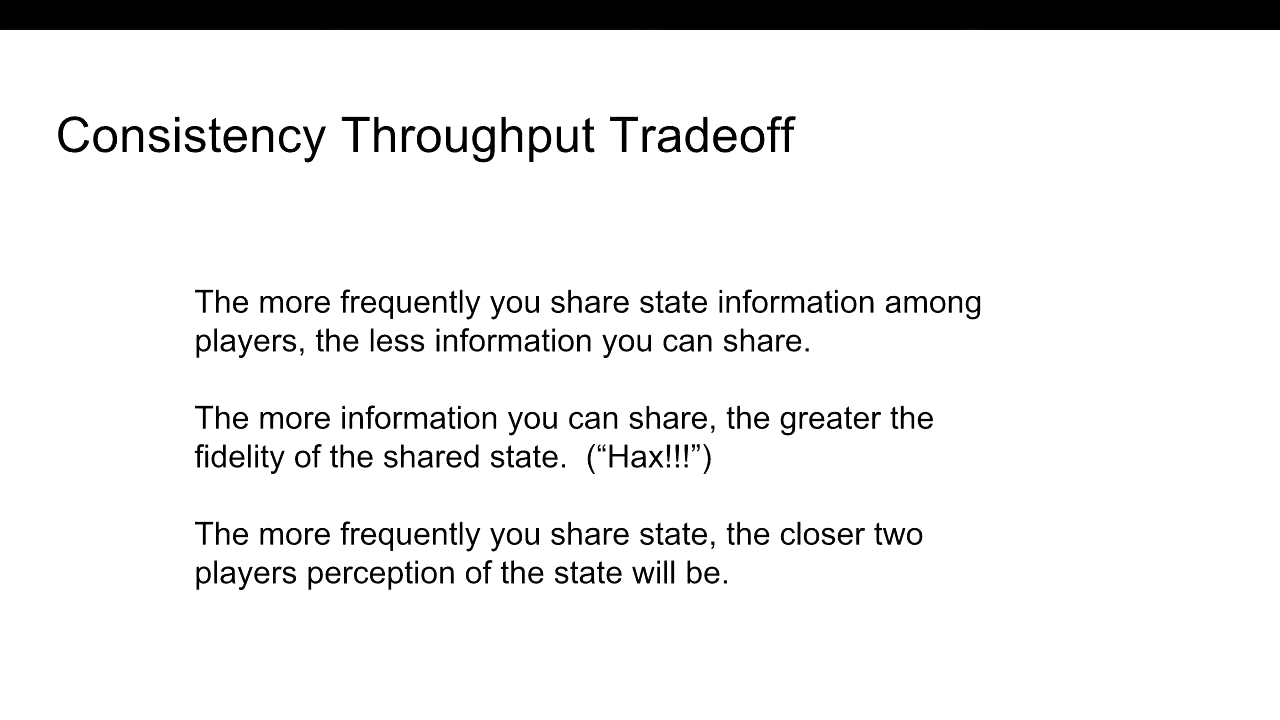 Consistency Throughput Tradeoff
The more frequently you share state information among
players, the less information you can share.
The more information you can share, the greater the
fidelity of the shared state.  (“Hax!!!”)
The more frequently you share state, the closer two
players perception of the state will be.